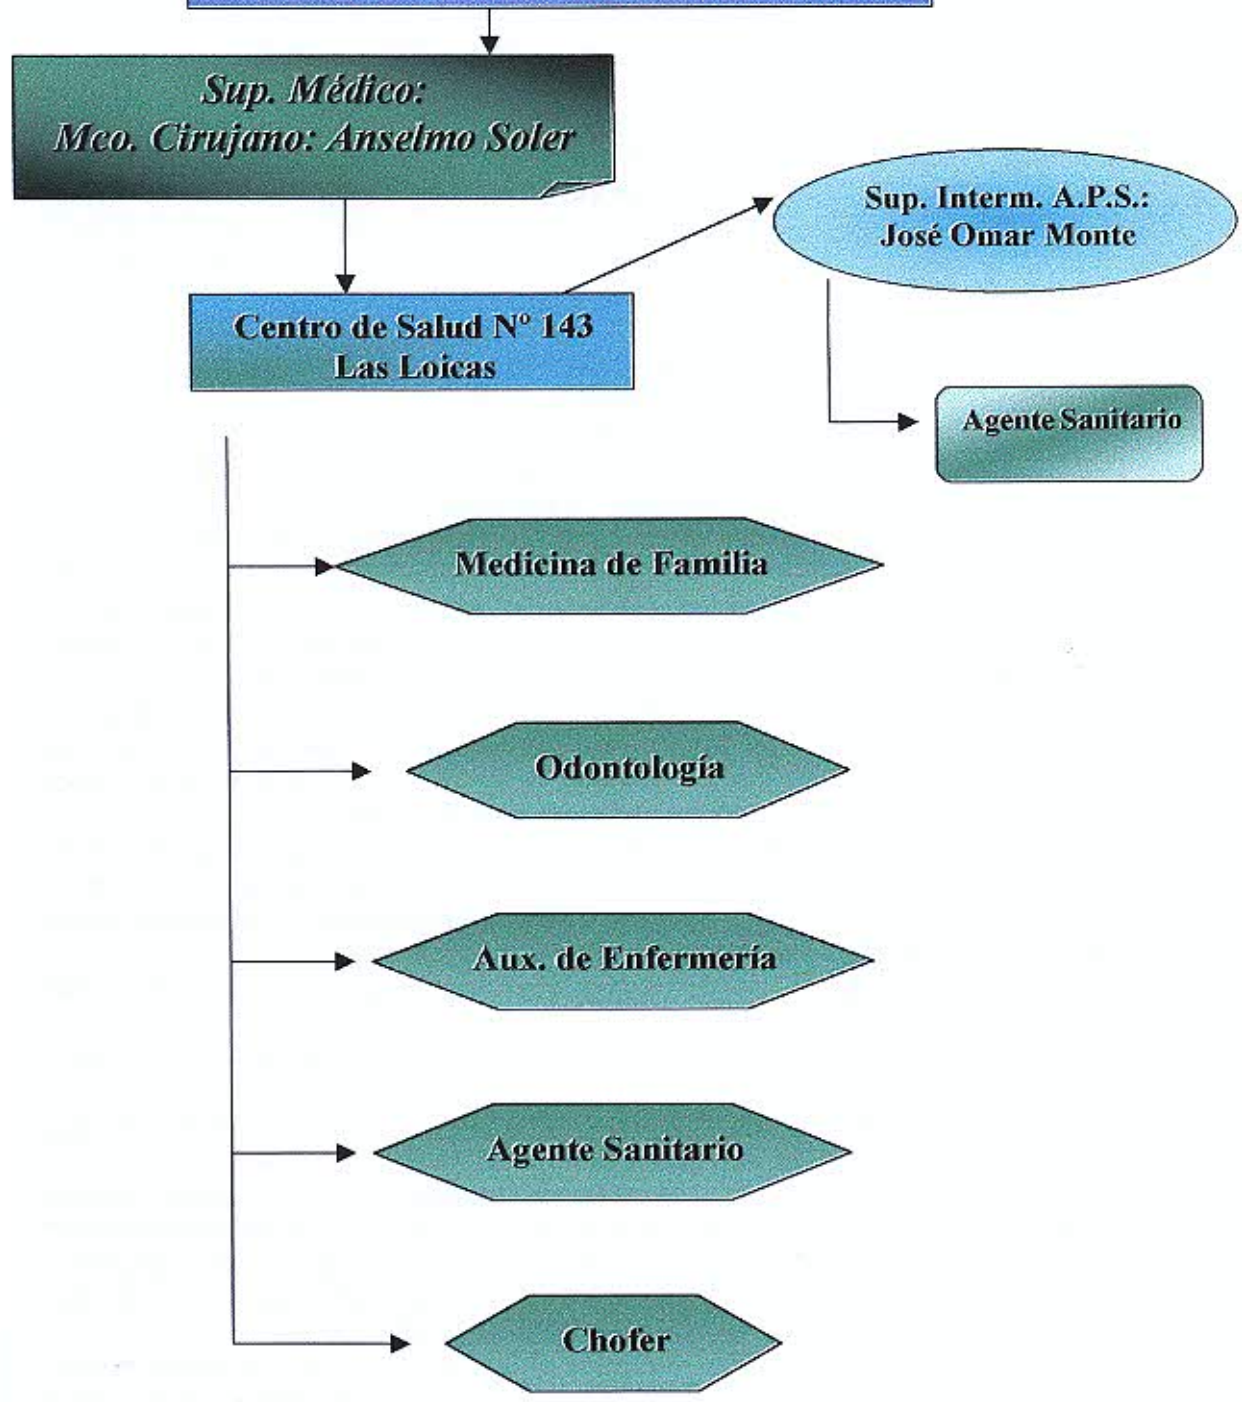 Sup. Médico:
Mco. Cirujano: Anselmo Soler
Sup. Interm. A.P.S.:
José Omar Monte
Centro de Salud Nº 143
Las Loicas
Agente Sanitario
Medicina de Familia
Odontología
Aux. de Enfermería
Agente Sanitario
Chofer